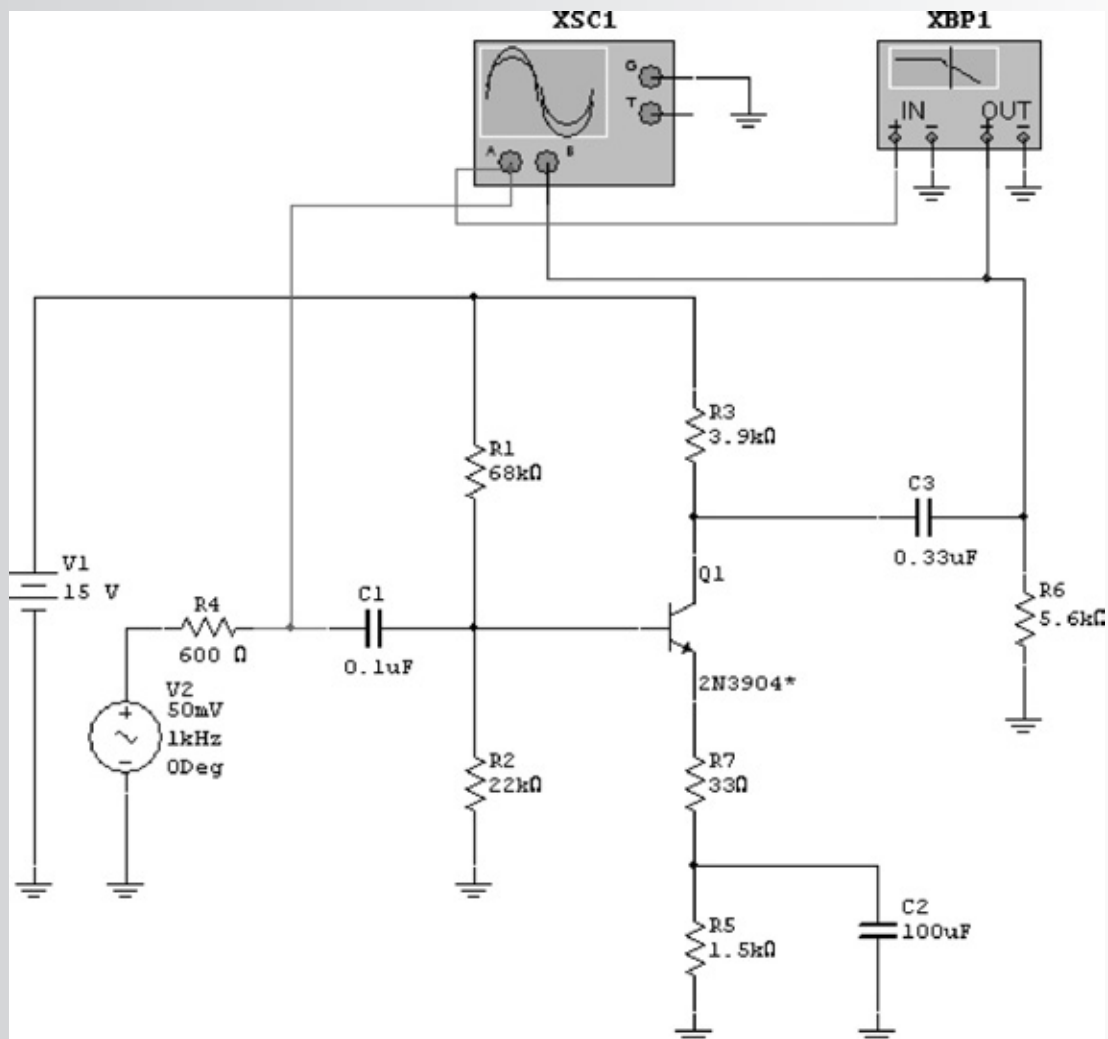 XSC1
XBP1
G
T
A
B
IN
OUT
+
−
+
−
R3
3.9kΩ
R1
68kΩ
C3
0.33uF
V1
15 V
Q1
R4
600 Ω
C1
0.1uF
R6
5.6kΩ
2N3904*
V2
50mV
1kHz
0Deg
+
−
R2
22kΩ
R7
33Ω
R5
1.5kΩ
C2
100uF